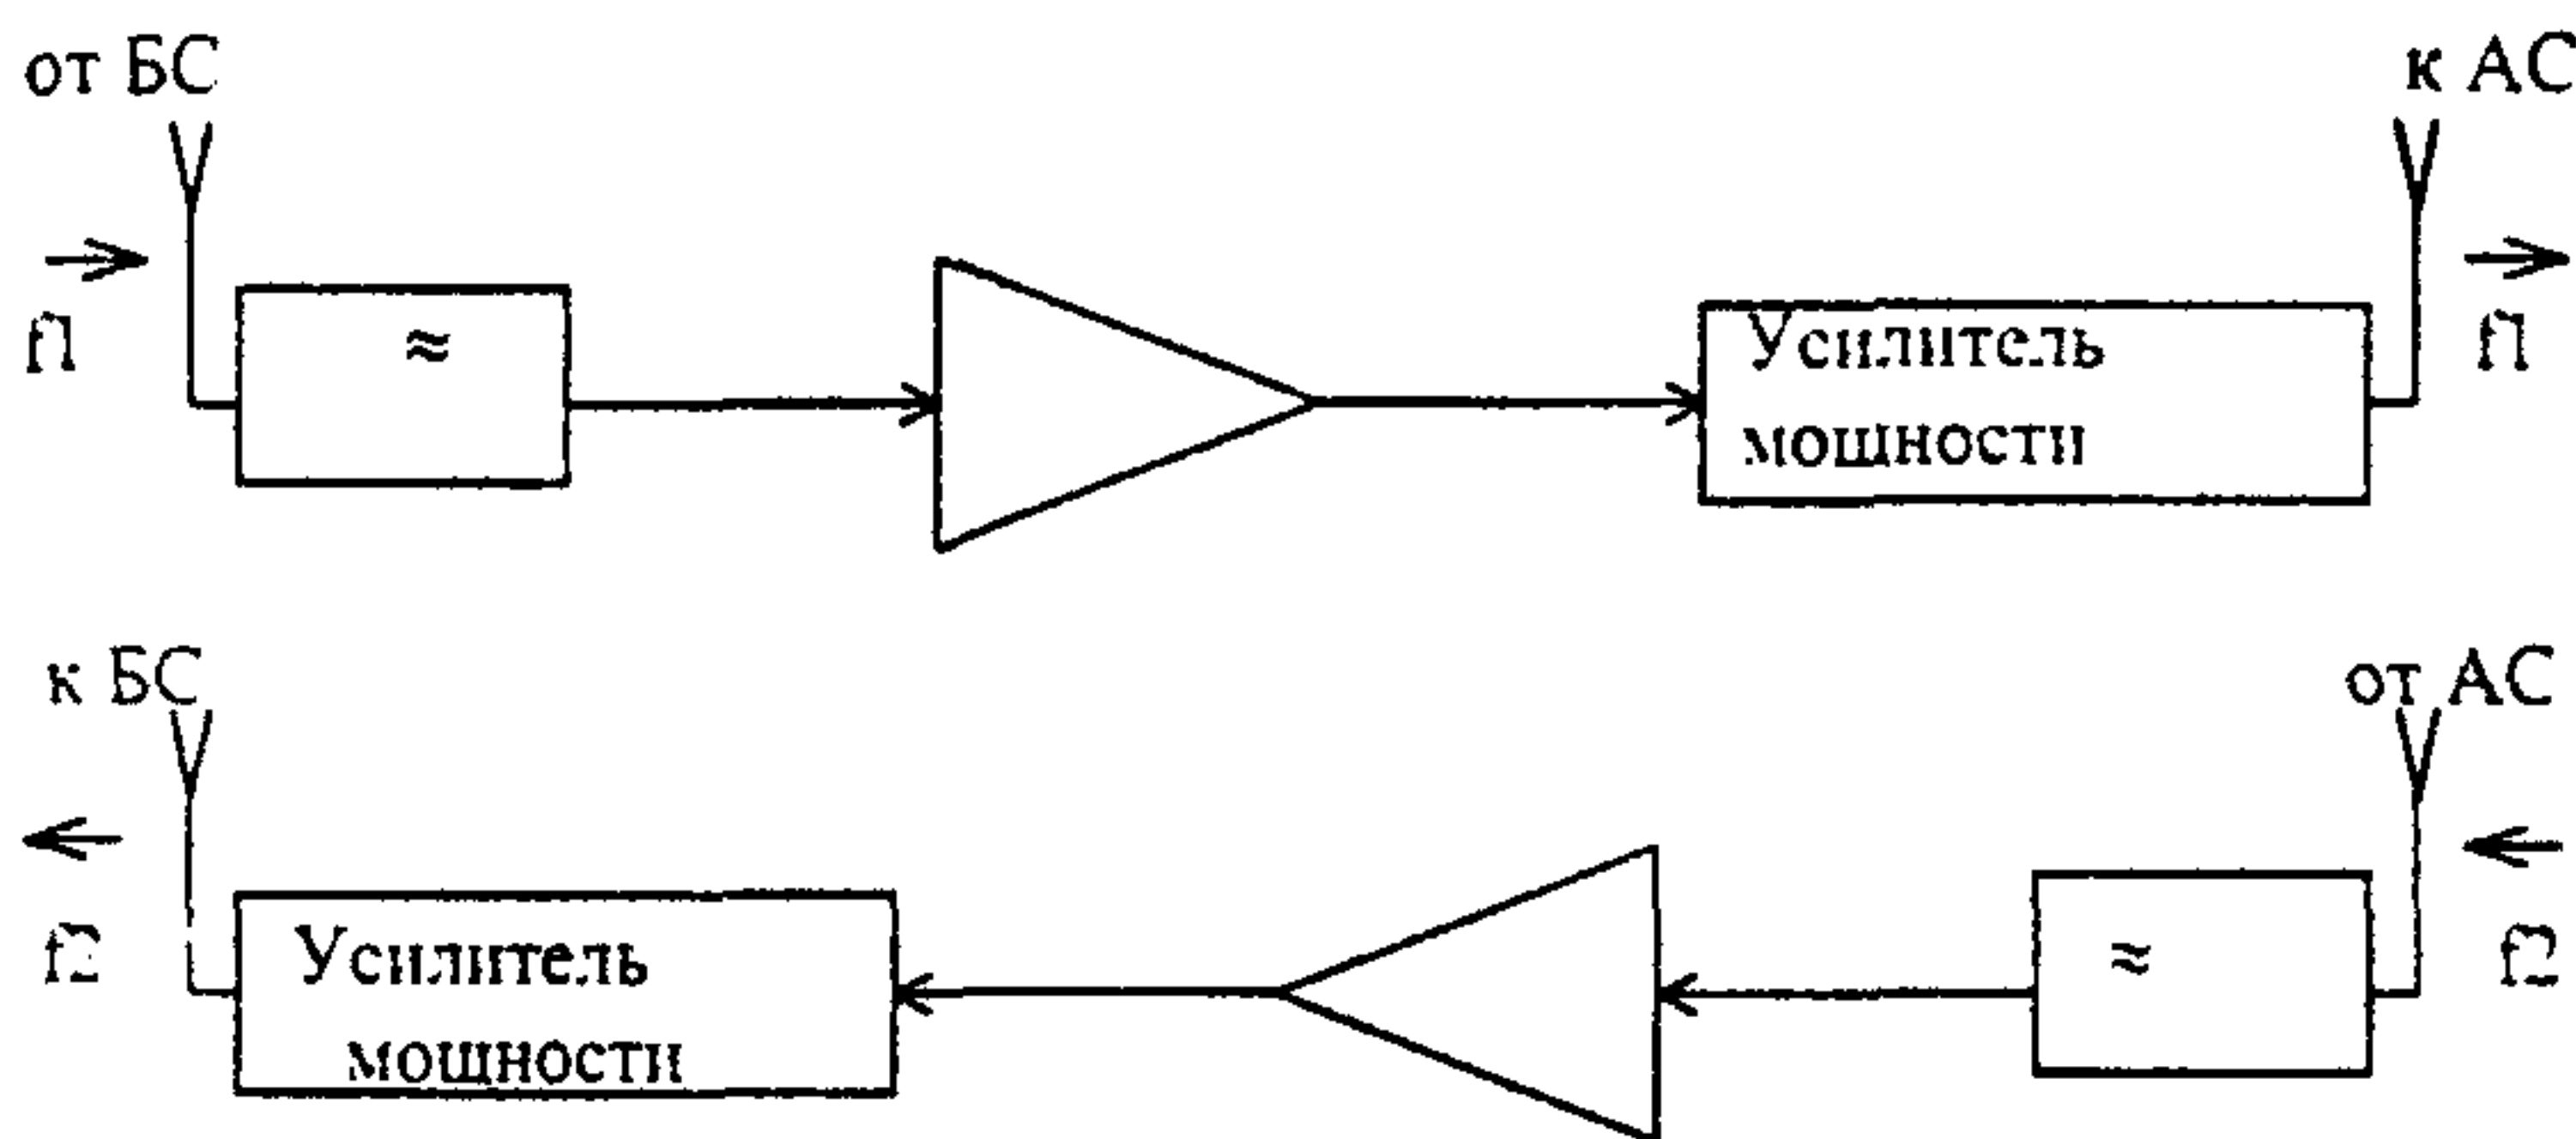 от БС
к АС
f1
≈
Усилитель
мощности
f1
к БС
от АС
f2
Усилитель
мощности
≈
f2